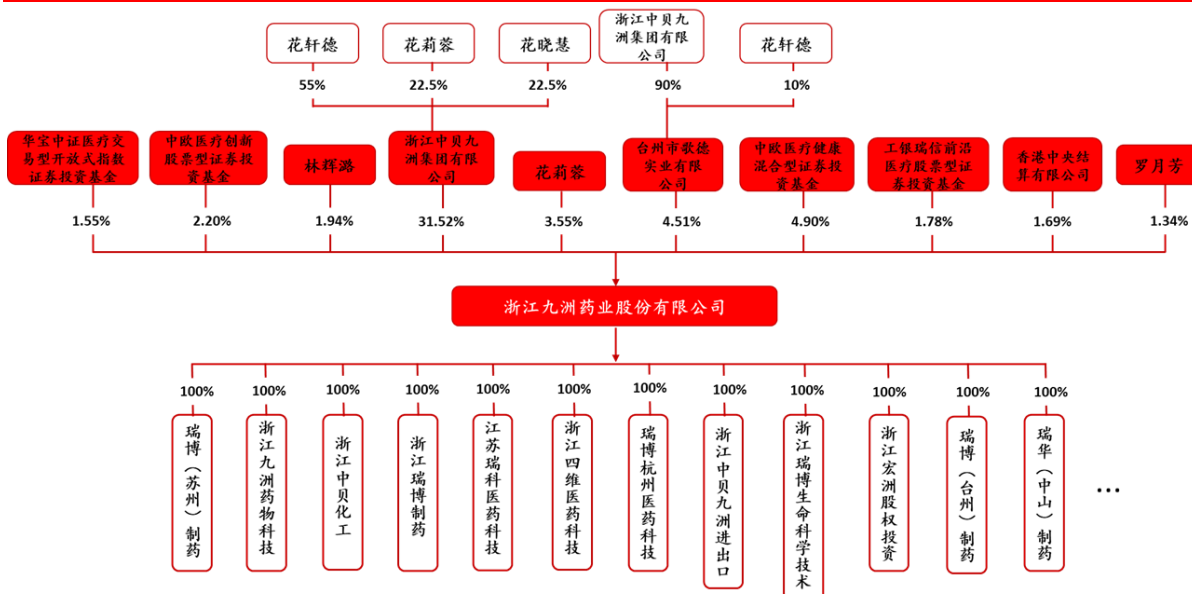 花轩德
花莉蓉
花晓慧
浙江中贝九
洲集团有限
公司
花轩德
55%
22.5%
22.5%
90%
10%
华宝中证医疗交
易型开放式指数
证券投资基金
中欧医疗创新
股票型证券投
资基金
林辉潞
浙江中贝九
洲集团有限
公司
花莉蓉
台州市歌德
实业有限
公司
中欧医疗健康
混合型证券投
资基金
工银瑞信前沿
医疗股票型证
券投资基金
香港中央结
算有限公司
罗月芳
1.55%
2.20%
1.94%
31.52%
3.55%
4.51%
4.90%
1.78%
1.69%
1.34%
浙江九洲药业股份有限公司
100%
100%
100%
100%
100%
100%
100%
100%
100%
100%
100%
100%
瑞博（苏州）制药
浙江九洲药物科技
浙江中贝化工
浙江瑞博制药
江苏瑞科医药科技
浙江四维医药科技
瑞博杭州医药科技
浙江中贝九洲进出口
浙江瑞博生命科学技术
浙江宏洲股权投资
瑞博（台州）制药
瑞华（中山）制药
...